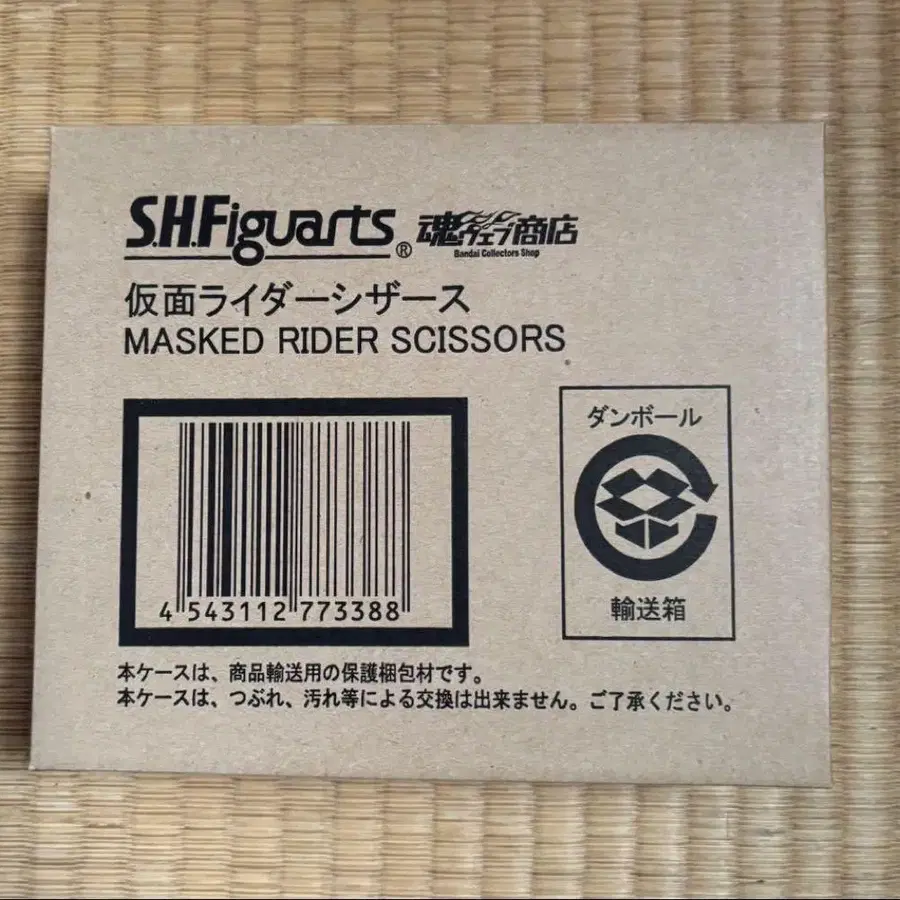 S.H.Figuarts® 魂ウェブ商店
Bandai Collectors Shop
仮面ライダーシザース
MASKED RIDER SCISSORS
4 543112 773388
ダンボール
輸送箱
本ケースは、商品輸送用の保護梱包材です。
本ケースは、つぶれ、汚れ等による交換は出来ません。ご了承ください。